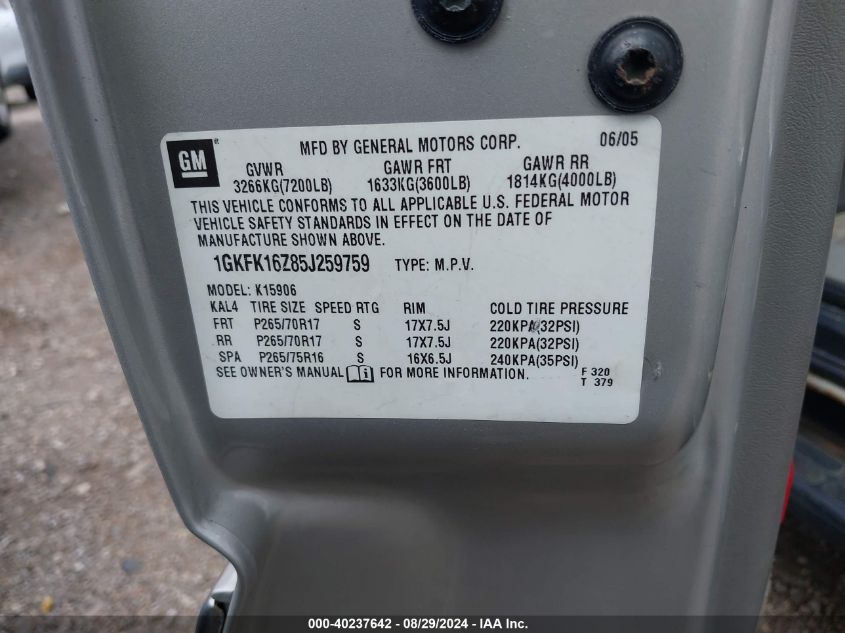 GM
MFD BY GENERAL MOTORS CORP. 06/05
GVWR GAWR FRT GAWR RR
3266KG(7200LB) 1633KG(3600LB) 1814KG(4000LB)
THIS VEHICLE CONFORMS TO ALL APPLICABLE U.S. FEDERAL MOTOR
VEHICLE SAFETY STANDARDS IN EFFECT ON THE DATE OF
MANUFACTURE SHOWN ABOVE.
1GKFK16Z85J259759 TYPE: M.P.V.
MODEL: K15906
KAL4 TIRE SIZE SPEED RTG RIM COLD TIRE PRESSURE
FRT P265/70R17 S 17X7.5J 220KPA(32PSI)
RR P265/70R17 S 17X7.5J 220KPA(32PSI)
SPA P265/75R16 S 16X6.5J 240KPA(35PSI)
SEE OWNER'S MANUAL i FOR MORE INFORMATION. F 320
T 379
000-40237642 - 08/29/2024 - IAA Inc.